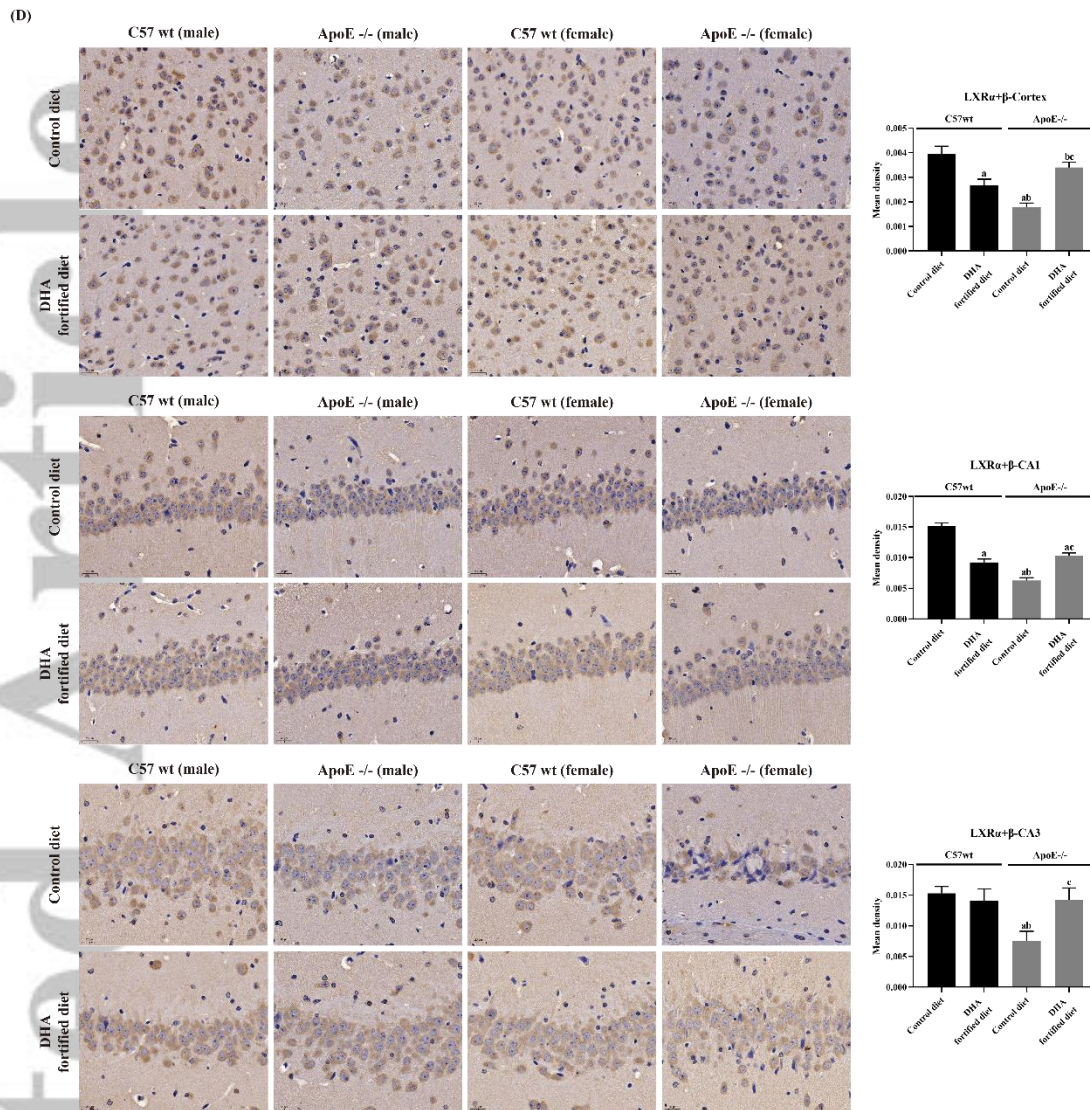 (D)
C57 wt (male) ApoE -/- (male) C57 wt (female) ApoE -/- (female)
Control diet
DHA
fortified diet
LXRα+β-Cortex
C57wt ApoE-/-
Mean density
0.005
0.004
0.003
0.002
0.001
0.000
a
ab
bc
Control diet
DHA
fortified diet
Control diet
DHA
fortified diet
C57 wt (male) ApoE -/- (male) C57 wt (female) ApoE -/- (female)
Control diet
DHA
fortified diet
LXRα+β-CA1
C57wt ApoE-/-
Mean density
0.020
0.015
0.010
0.005
0.000
a
ab
ac
Control diet
DHA
fortified diet
Control diet
DHA
fortified diet
C57 wt (male) ApoE -/- (male) C57 wt (female) ApoE -/- (female)
Control diet
DHA
fortified diet
LXRα+β-CA3
C57wt ApoE-/-
Mean density
0.020
0.015
0.010
0.005
0.000
ab
c
Control diet
DHA
fortified diet
Control diet
DHA
fortified diet